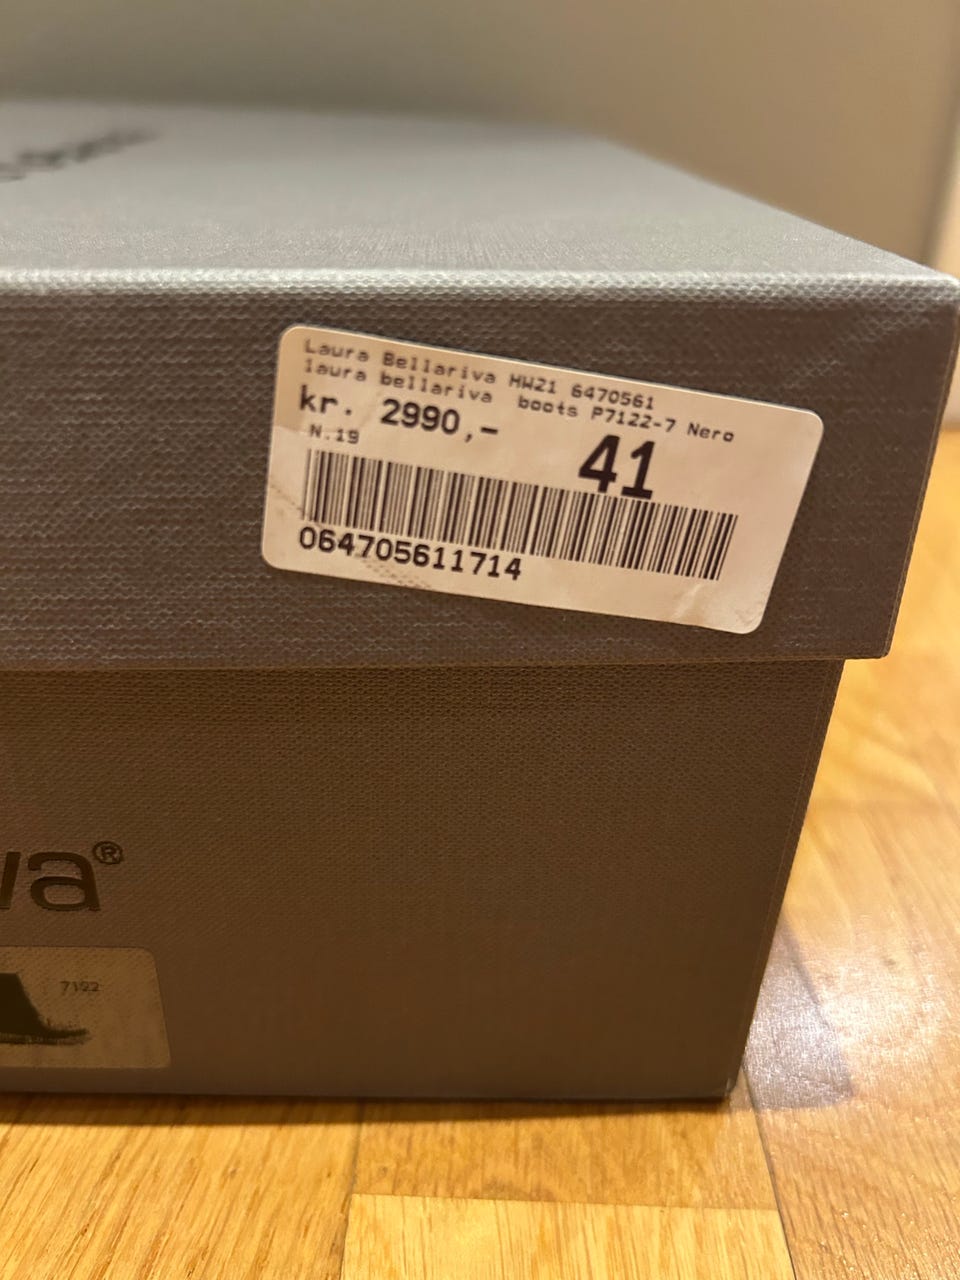 Laura Bellariva HW21 6470561
laura bellariva boots P7122-7 Nero
kr. 2990,-
N.19
41
064705611714
va®
7122